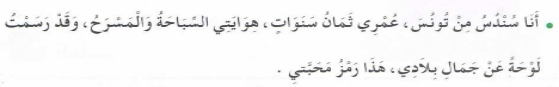 • أَنَا سُنْدُسُ مِنْ تُونُسَ، عُمْرِي ثَمَانُ سَنَوَاتٍ، هِوَايَتِي السِّبَاحَةُ وَالْمَسْرَحُ، وَقَدْ رَسَمْتُ
لَوْحَةً عَنْ جَمَالِ بِلَادِي، هَذَا رَمْزُ مَحَبَّتِي .